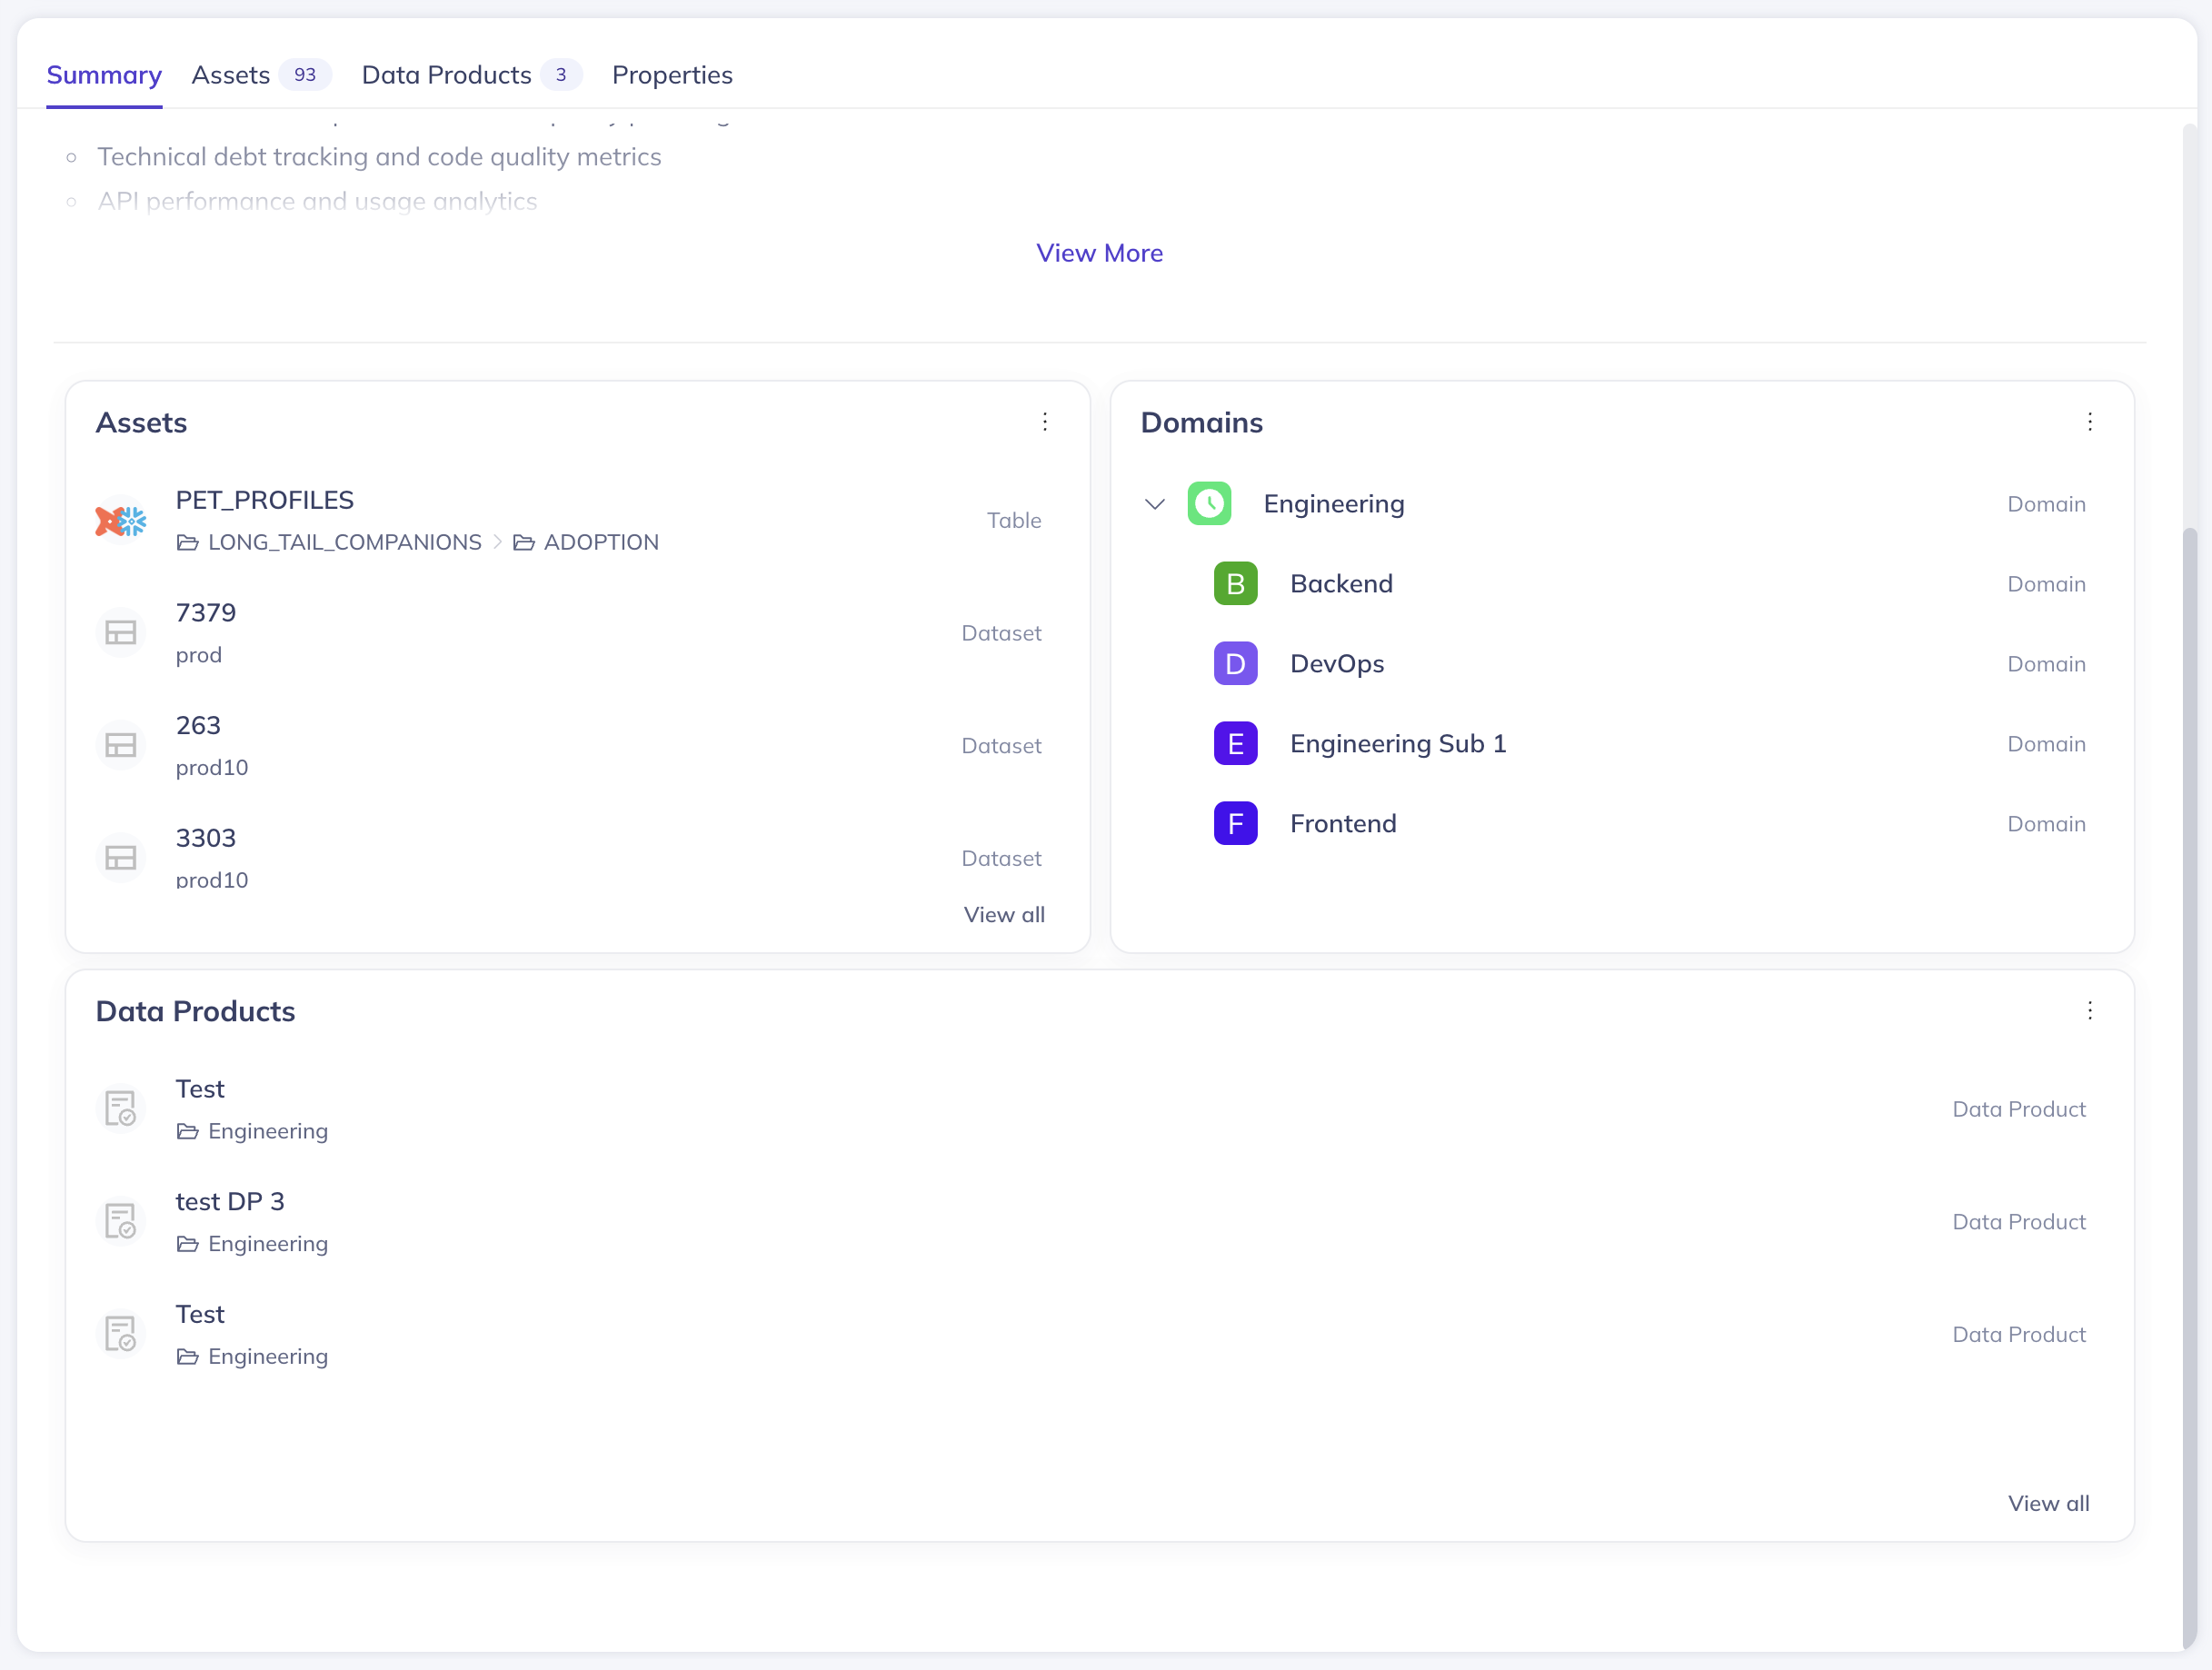 Summary Assets 93 Data Products 3 Properties
Technical debt tracking and code quality metrics
API performance and usage analytics
View More
Assets
PET_PROFILES
LONG_TAIL_COMPANIONS > ADOPTION
Table
7379
prod
Dataset
263
prod10
Dataset
3303
prod10
Dataset
View all
Domains
Engineering Domain
B Backend Domain
D DevOps Domain
E Engineering Sub 1 Domain
F Frontend Domain
Data Products
Test
Engineering
Data Product
test DP 3
Engineering
Data Product
Test
Engineering
Data Product
View all